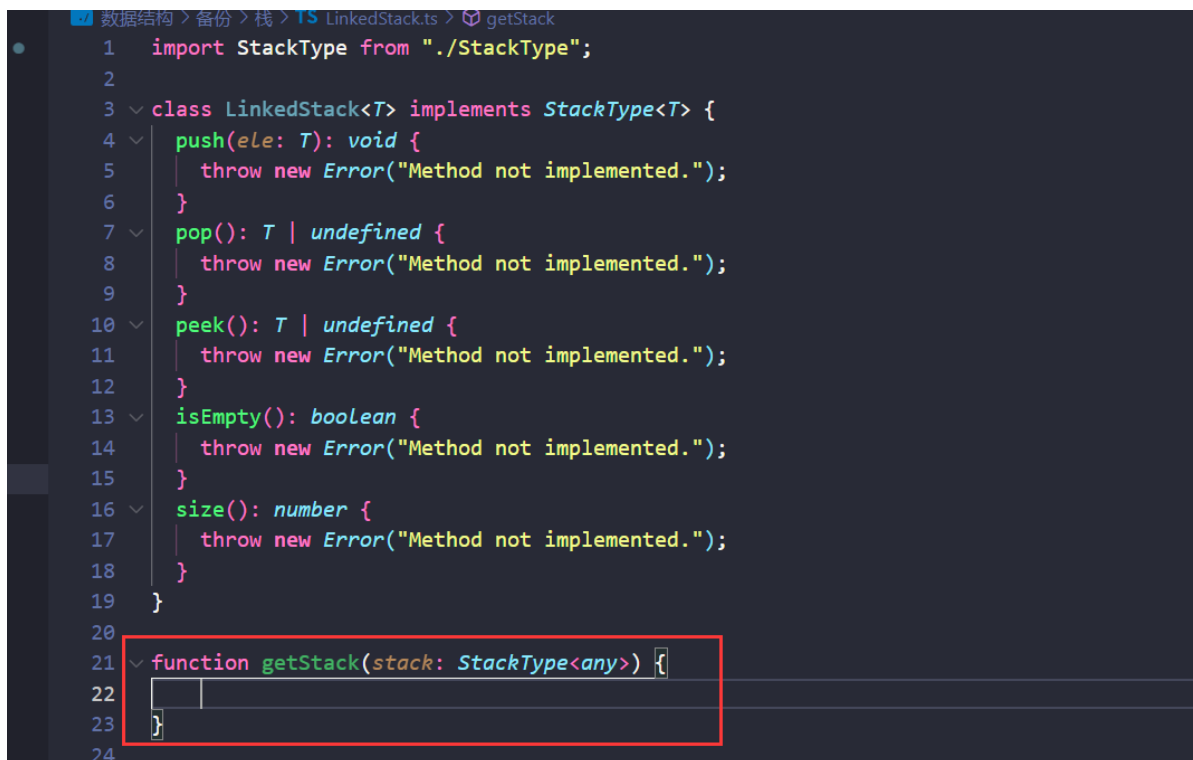 数据结构 > 备份 > 栈 > TS LinkedStack.ts > getStack
1 import StackType from "./StackType";
2
3 class LinkedStack<T> implements StackType<T> {
4 push(ele: T): void {
5 throw new Error("Method not implemented.");
6 }
7 pop(): T | undefined {
8 throw new Error("Method not implemented.");
9 }
10 peek(): T | undefined {
11 throw new Error("Method not implemented.");
12 }
13 isEmpty(): boolean {
14 throw new Error("Method not implemented.");
15 }
16 size(): number {
17 throw new Error("Method not implemented.");
18 }
19 }
20
21 function getStack(stack: StackType<any>) {
22
23 }
24